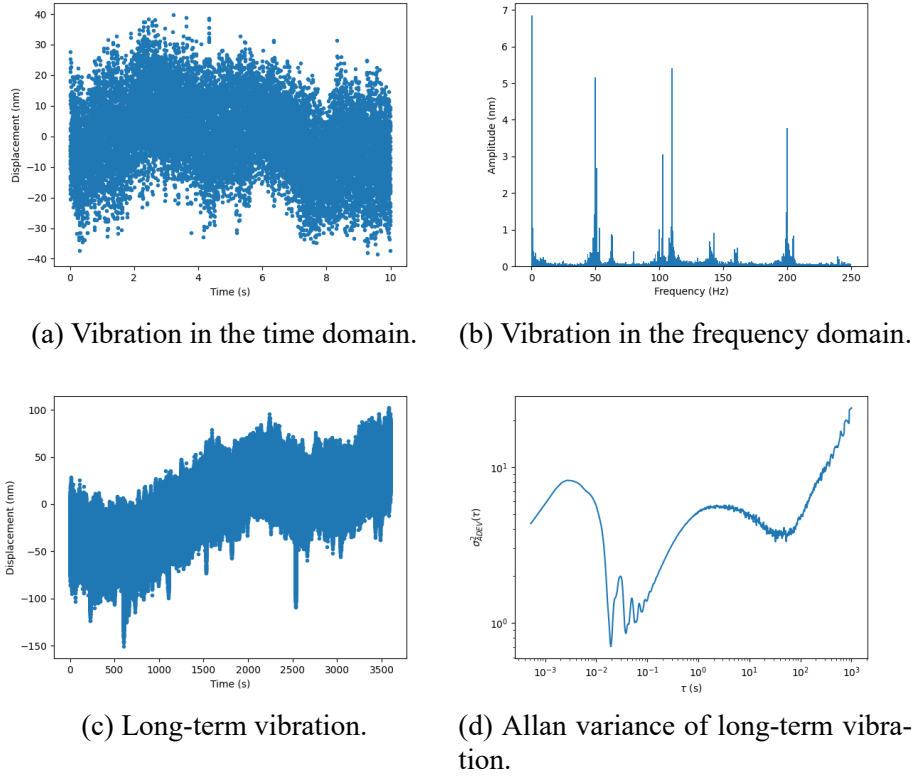 40
30
20
10
0
−10
−20
−30
−40
Displacement (nm)
0 2 4 6 8 10
Time (s)
(a) Vibration in the time domain.
7
6
5
4
3
2
1
0
Amplitude (nm)
0 50 100 150 200 250
Frequency (Hz)
(b) Vibration in the frequency domain.
100
50
0
−50
−100
−150
Displacement (nm)
0 500 1000 1500 2000 2500 3000 3500
Time (s)
(c) Long-term vibration.
10¹
10⁰
σ²_ADEV(τ)
10⁻³ 10⁻² 10⁻¹ 10⁰ 10¹ 10² 10³
τ (s)
(d) Allan variance of long-term vibra-
tion.